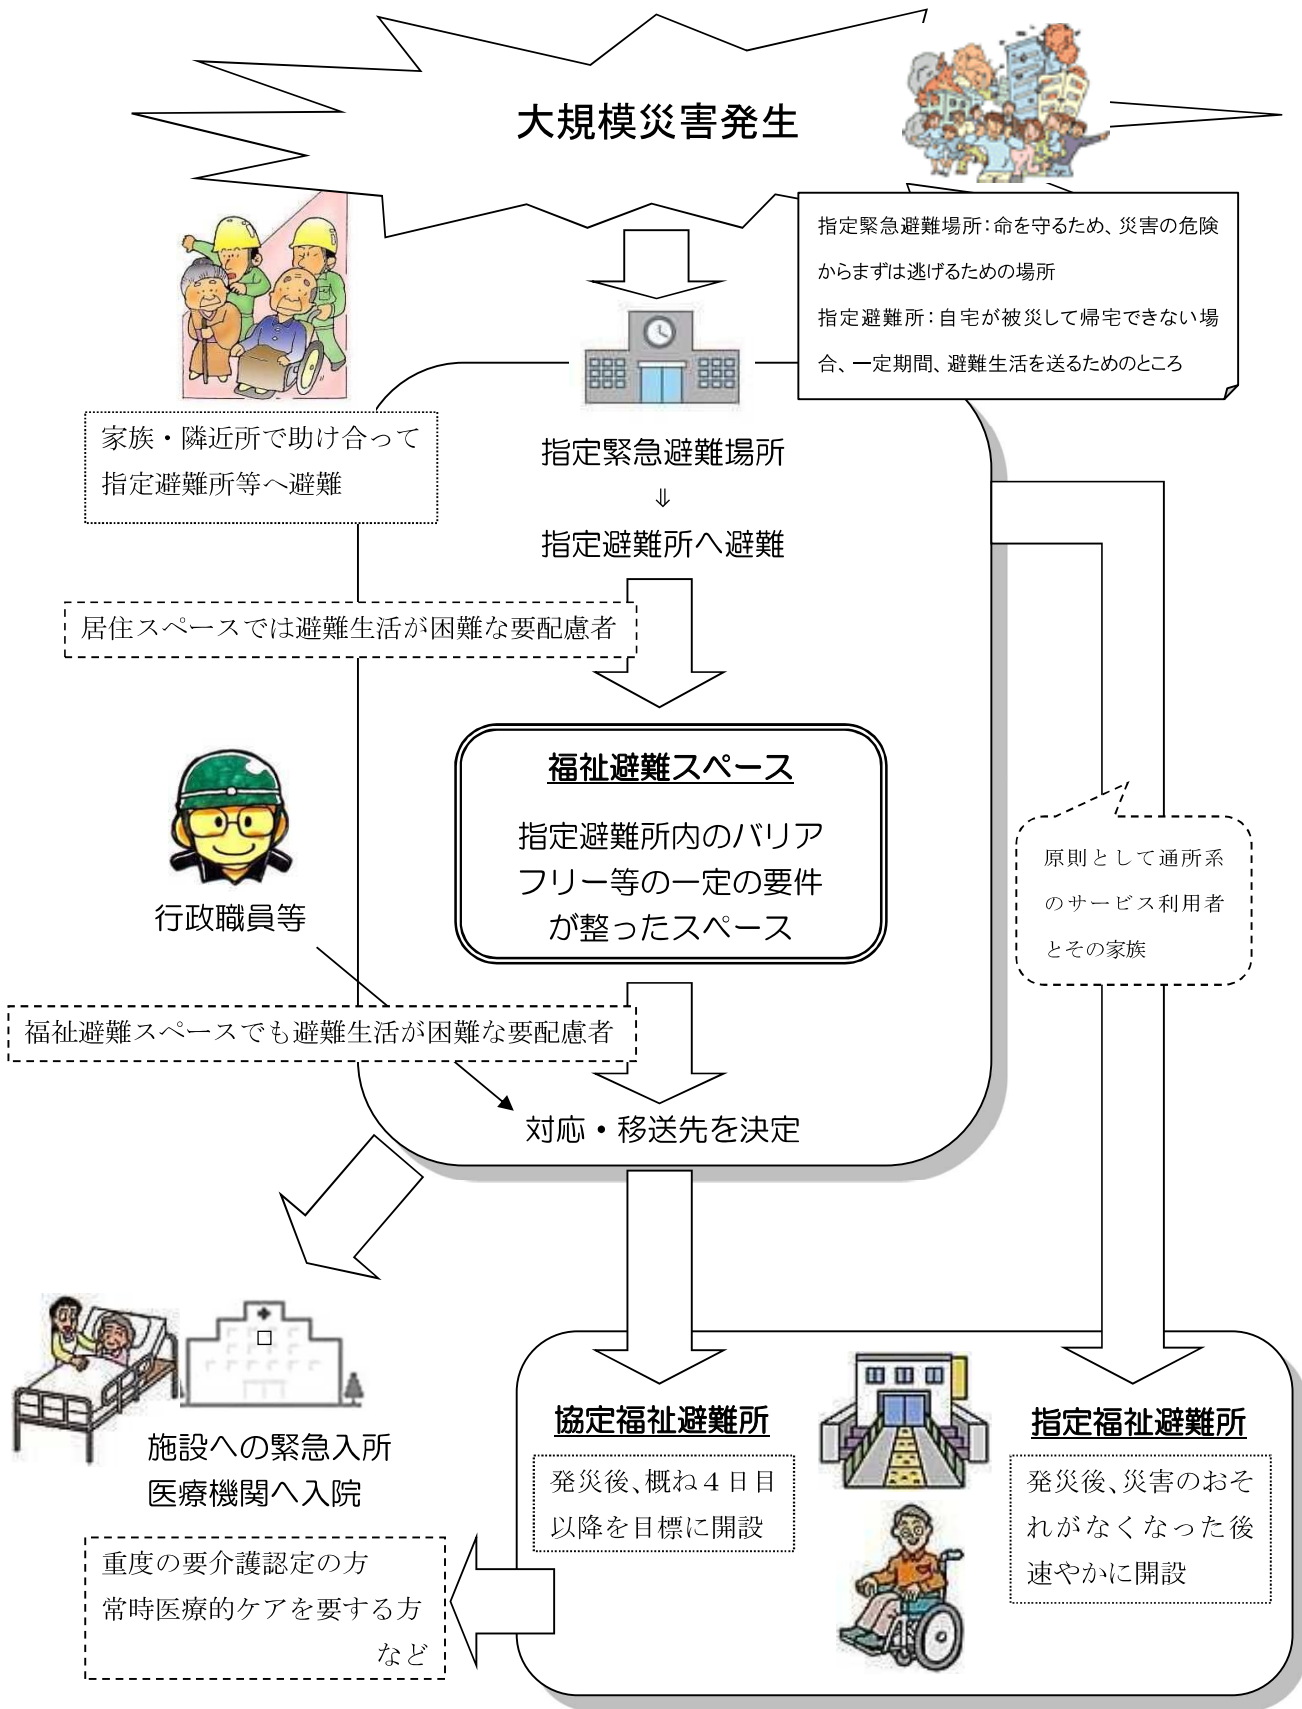 大規模災害発生
指定緊急避難場所：命を守るため、災害の危険
からまずは逃げるための場所
指定避難所：自宅が被災して帰宅できない場
合、一定期間、避難生活を送るためのところ
家族・隣近所で助け合って
指定避難所等へ避難
指定緊急避難場所
⇓
指定避難所へ避難
居住スペースでは避難生活が困難な要配慮者
福祉避難スペース
指定避難所内のバリア
フリー等の一定の要件
が整ったスペース
行政職員等
原則として通所系
のサービス利用者
とその家族
福祉避難スペースでも避難生活が困難な要配慮者
対応・移送先を決定
施設への緊急入所
医療機関へ入院
重度の要介護認定の方
常時医療的ケアを要する方
など
協定福祉避難所
発災後、概ね４日目
以降を目標に開設
指定福祉避難所
発災後、災害のおそ
れがなくなった後
速やかに開設